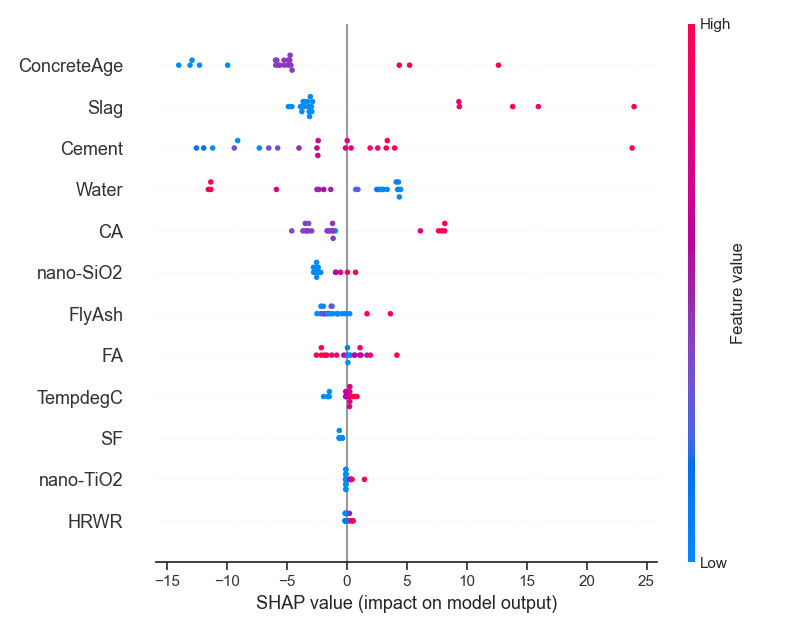 High
ConcreteAge
Slag
Cement
Water
CA
nano-SiO2
FlyAsh
FA
TempdegC
SF
nano-TiO2
HRWR
Feature value
Low
−15 −10 −5 0 5 10 15 20 25
SHAP value (impact on model output)